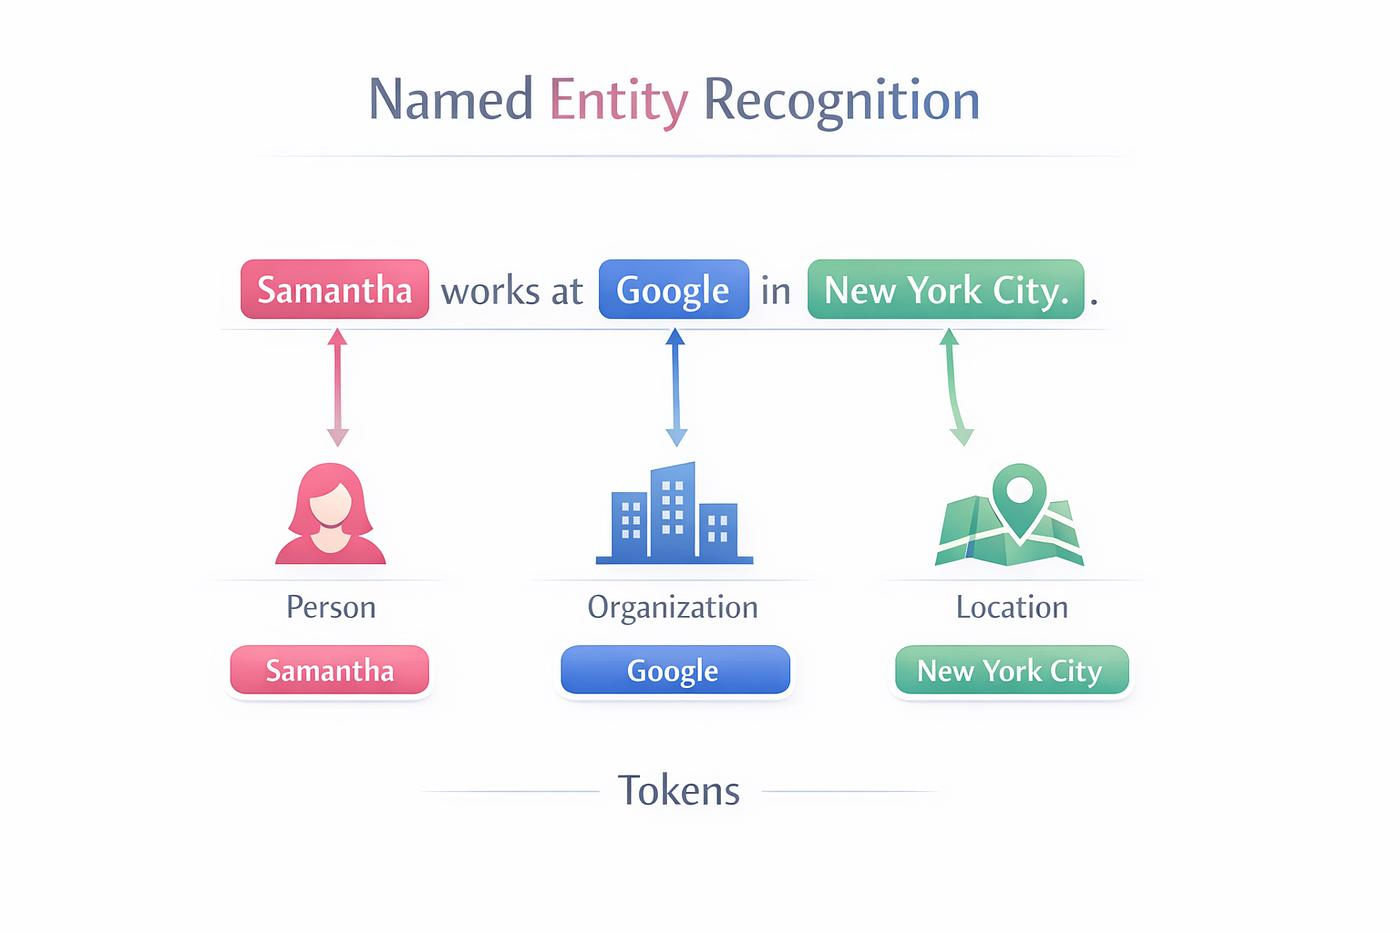 Named Entity Recognition
Samantha works at Google in New York City. .
Person Organization Location
Samantha Google New York City
Tokens